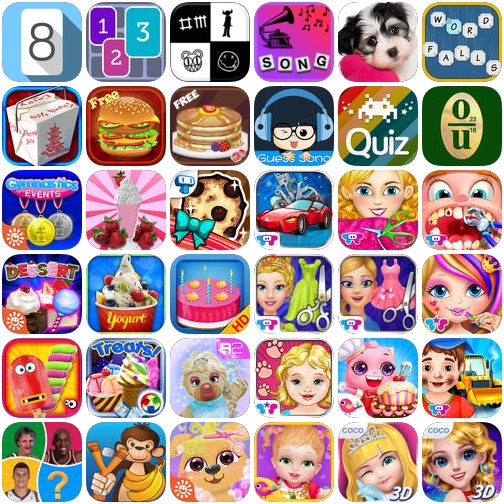 8
1
2
3
SONG
WORD
FALLS
Free
FREE
Guess Song
Quiz
O
23
U
Gymnastics
EVENTS
DESSERT
Yogurt
HD
Treats!
?
COCO
3D
COCO
3D